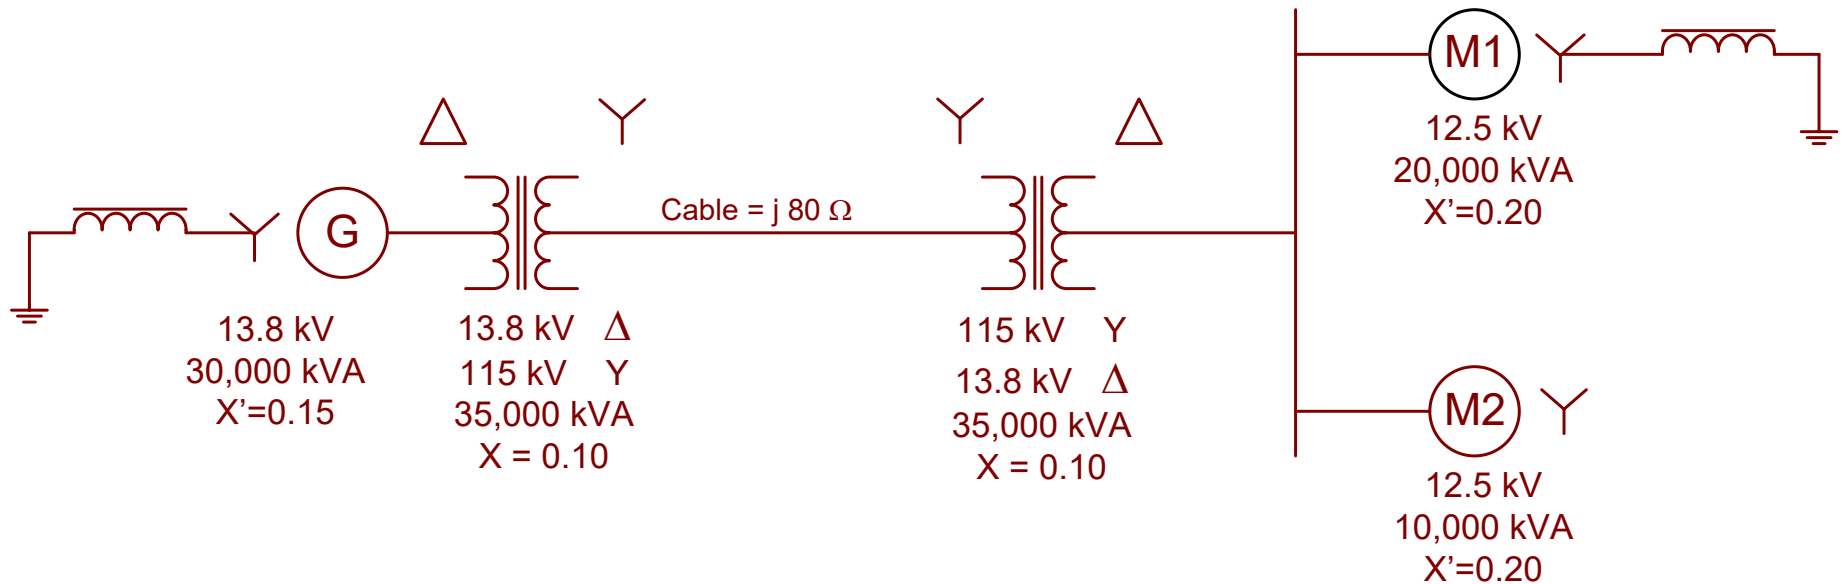 G
13.8 kV
30,000 kVA
X'=0.15
Δ
13.8 kV Δ
115 kV Y
35,000 kVA
X = 0.10
Cable = j 80 Ω
Δ
115 kV Y
13.8 kV Δ
35,000 kVA
X = 0.10
M1
12.5 kV
20,000 kVA
X'=0.20
M2
12.5 kV
10,000 kVA
X'=0.20